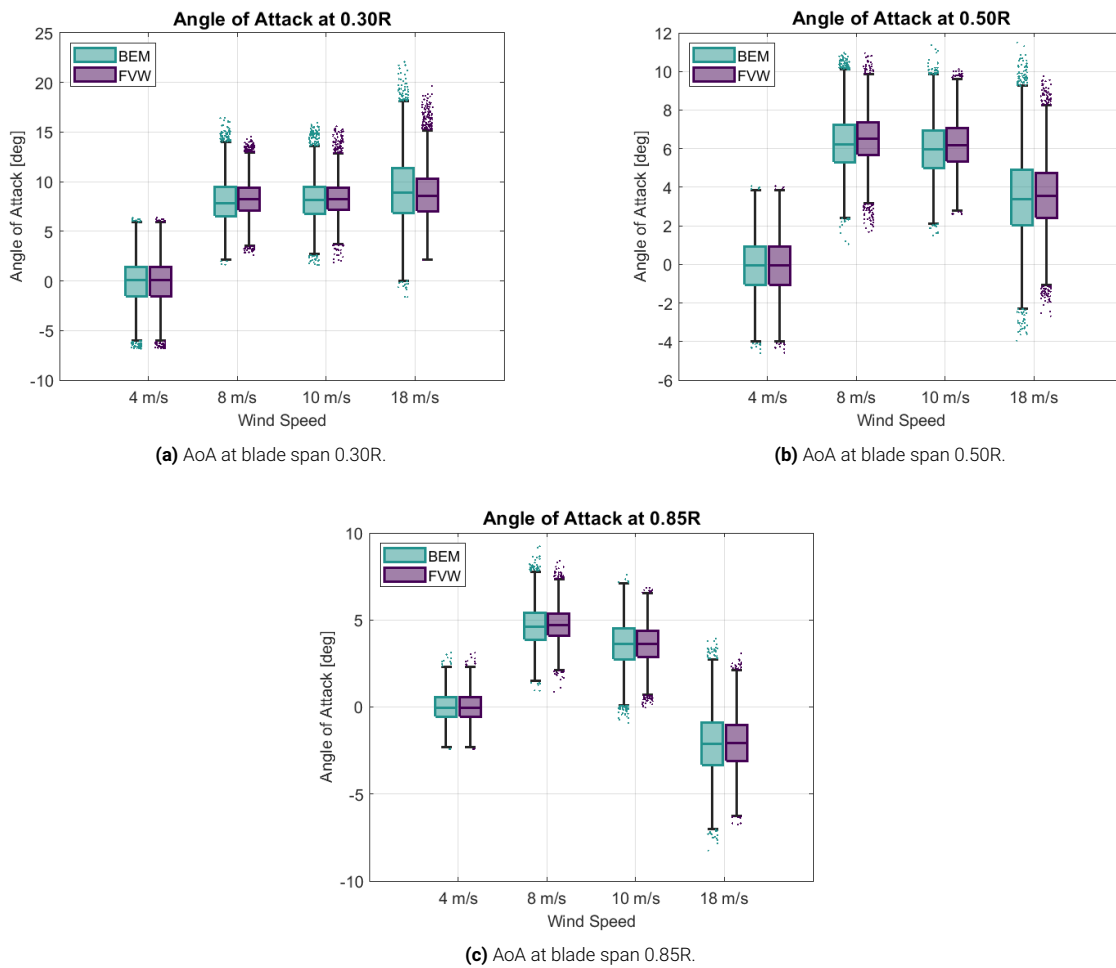 Angle of Attack at 0.30R
25
20
15
10
5
0
-5
-10
Angle of Attack [deg]
BEM
FVW
4 m/s 8 m/s 10 m/s 18 m/s
Wind Speed
(a) AoA at blade span 0.30R.
Angle of Attack at 0.50R
12
10
8
6
4
2
0
-2
-4
-6
Angle of Attack [deg]
BEM
FVW
4 m/s 8 m/s 10 m/s 18 m/s
Wind Speed
(b) AoA at blade span 0.50R.
Angle of Attack at 0.85R
10
5
0
-5
-10
Angle of Attack [deg]
BEM
FVW
4 m/s 8 m/s 10 m/s 18 m/s
Wind Speed
(c) AoA at blade span 0.85R.